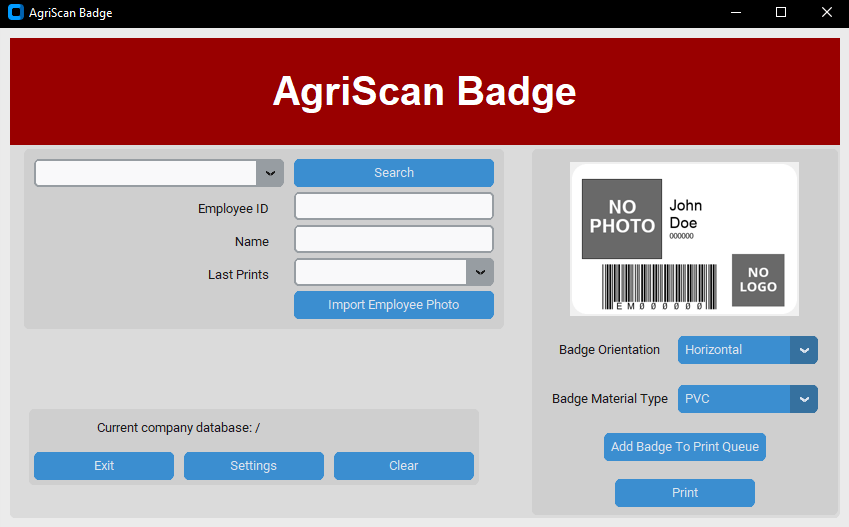 AgriScan Badge
AgriScan Badge
Search
Employee ID
Name
Last Prints
Import Employee Photo
Current company database: /
Exit
Settings
Clear
NO
PHOTO
John
Doe
000000
NO
LOGO
EM000000
Badge Orientation
Horizontal
Badge Material Type
PVC
Add Badge To Print Queue
Print